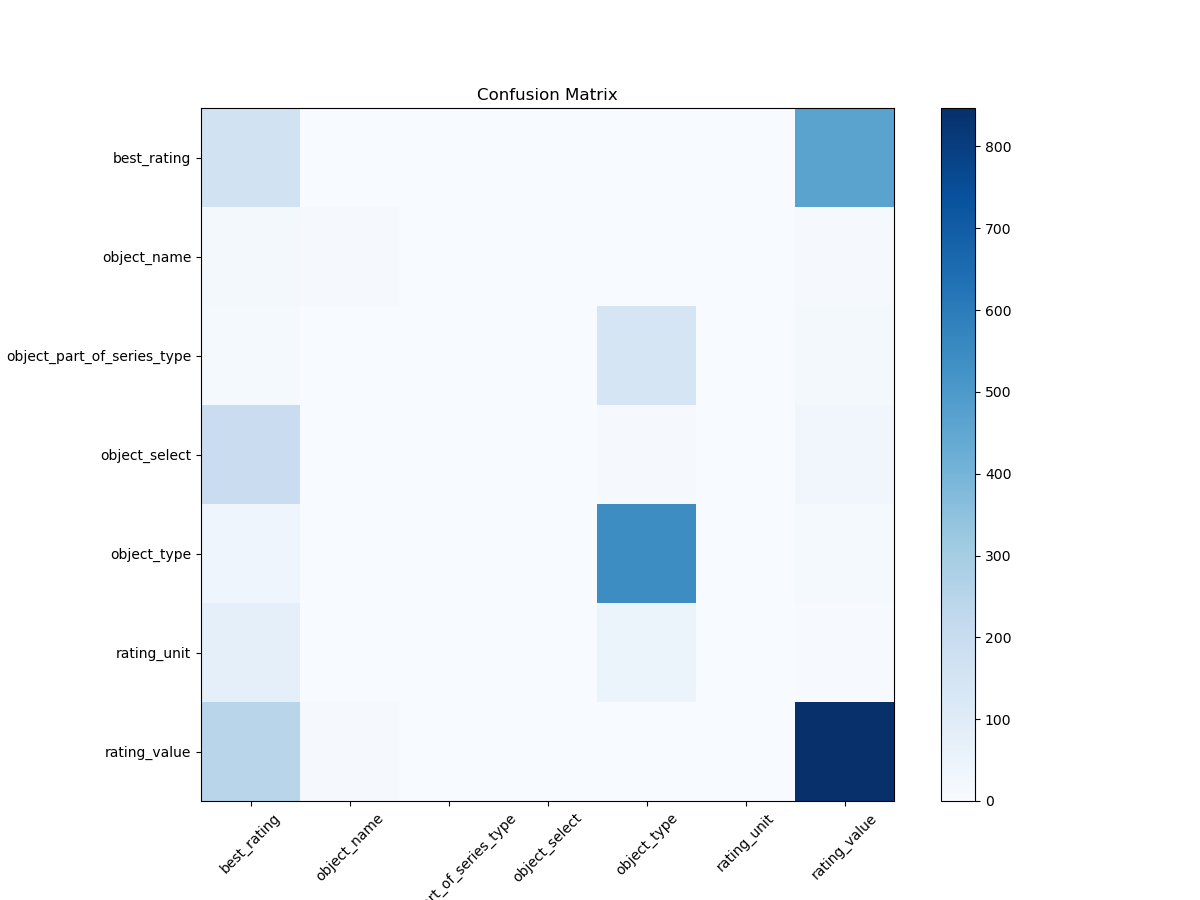 Confusion Matrix
best_rating
object_name
object_part_of_series_type
object_select
object_type
rating_unit
rating_value
best_rating
object_name
rt_of_series_type
object_select
object_type
rating_unit
rating_value
800
700
600
500
400
300
200
100
0